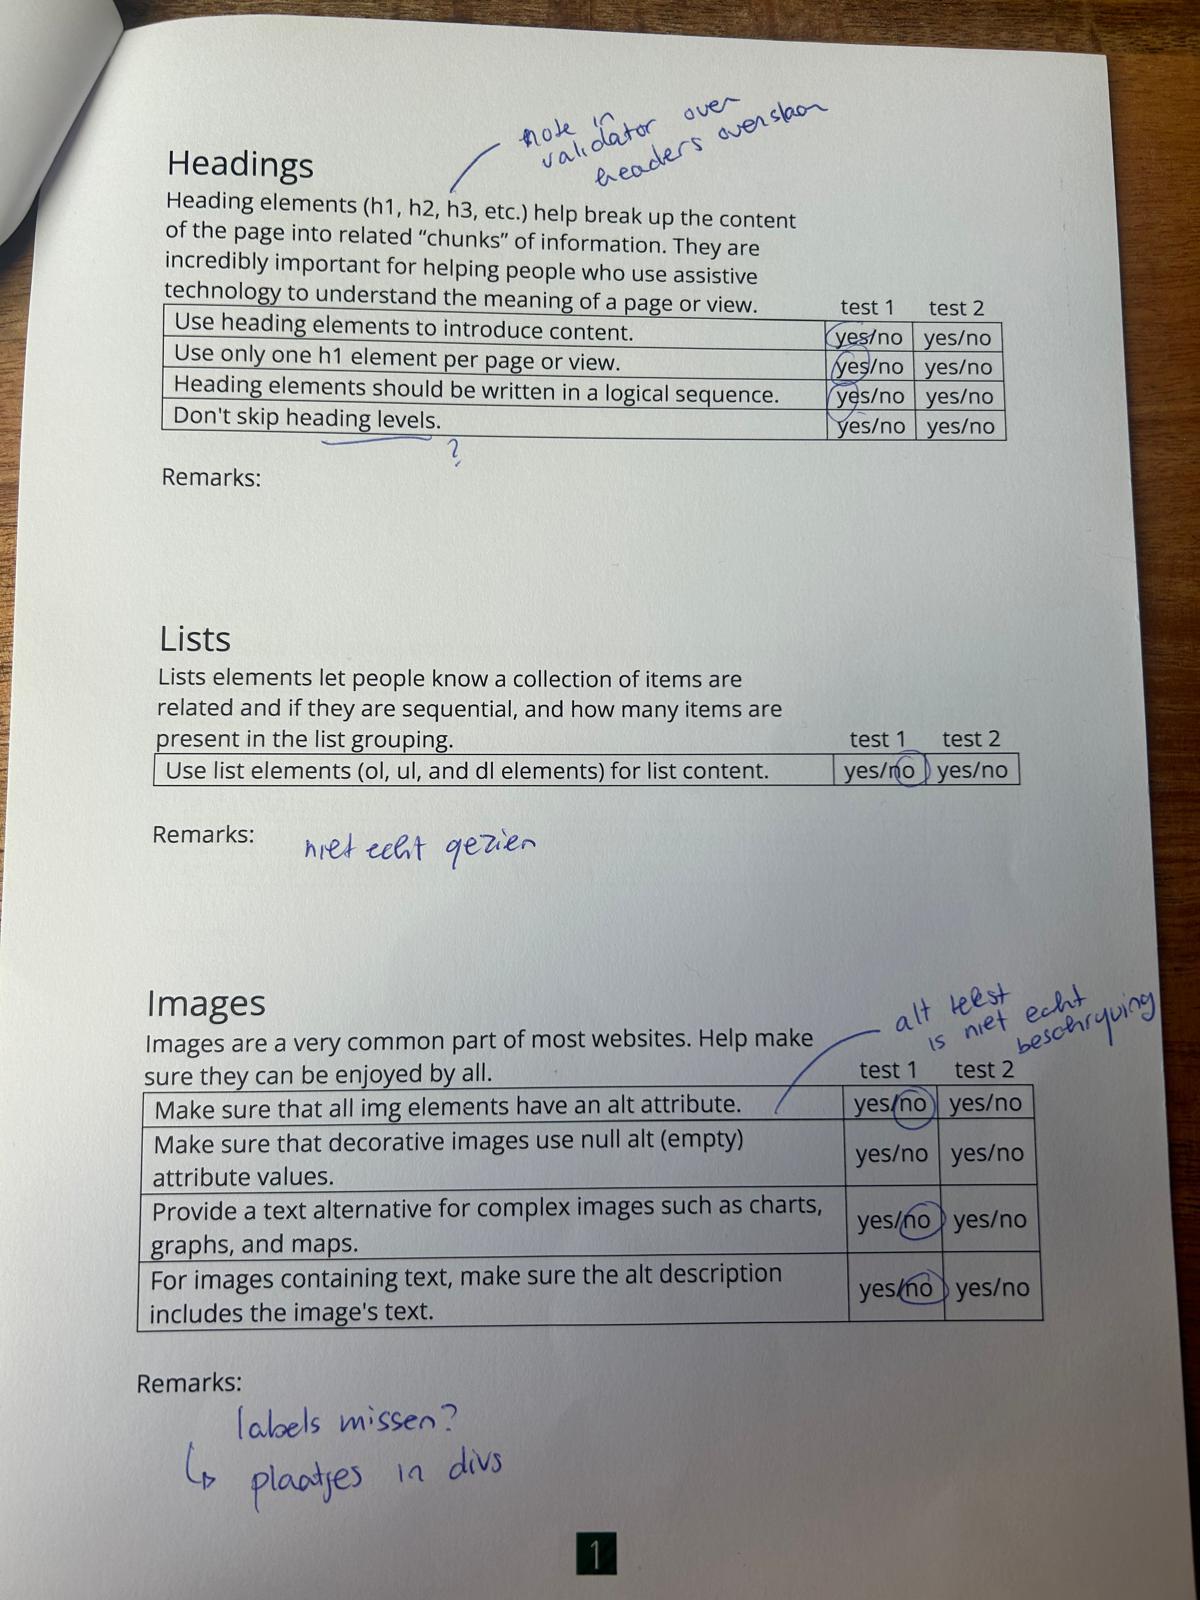 note in
validator over
headers overslaan
Headings
Heading elements (h1, h2, h3, etc.) help break up the content
of the page into related “chunks” of information. They are
incredibly important for helping people who use assistive
technology to understand the meaning of a page or view.
test 1 test 2
Use heading elements to introduce content. yes/no yes/no
Use only one h1 element per page or view. yes/no yes/no
Heading elements should be written in a logical sequence. yes/no yes/no
Don't skip heading levels. yes/no yes/no
?
Remarks:
Lists
Lists elements let people know a collection of items are
related and if they are sequential, and how many items are
present in the list grouping.
test 1 test 2
Use list elements (ol, ul, and dl elements) for list content. yes/no yes/no
Remarks: niet echt gezien
Images
alt tekst
is niet echt
beschryving
Images are a very common part of most websites. Help make
sure they can be enjoyed by all.
test 1 test 2
Make sure that all img elements have an alt attribute. yes/no yes/no
Make sure that decorative images use null alt (empty)
attribute values. yes/no yes/no
Provide a text alternative for complex images such as charts,
graphs, and maps. yes/no yes/no
For images containing text, make sure the alt description
includes the image's text. yes/no yes/no
Remarks:
labels missen?
↳ plaatjes in divs
1